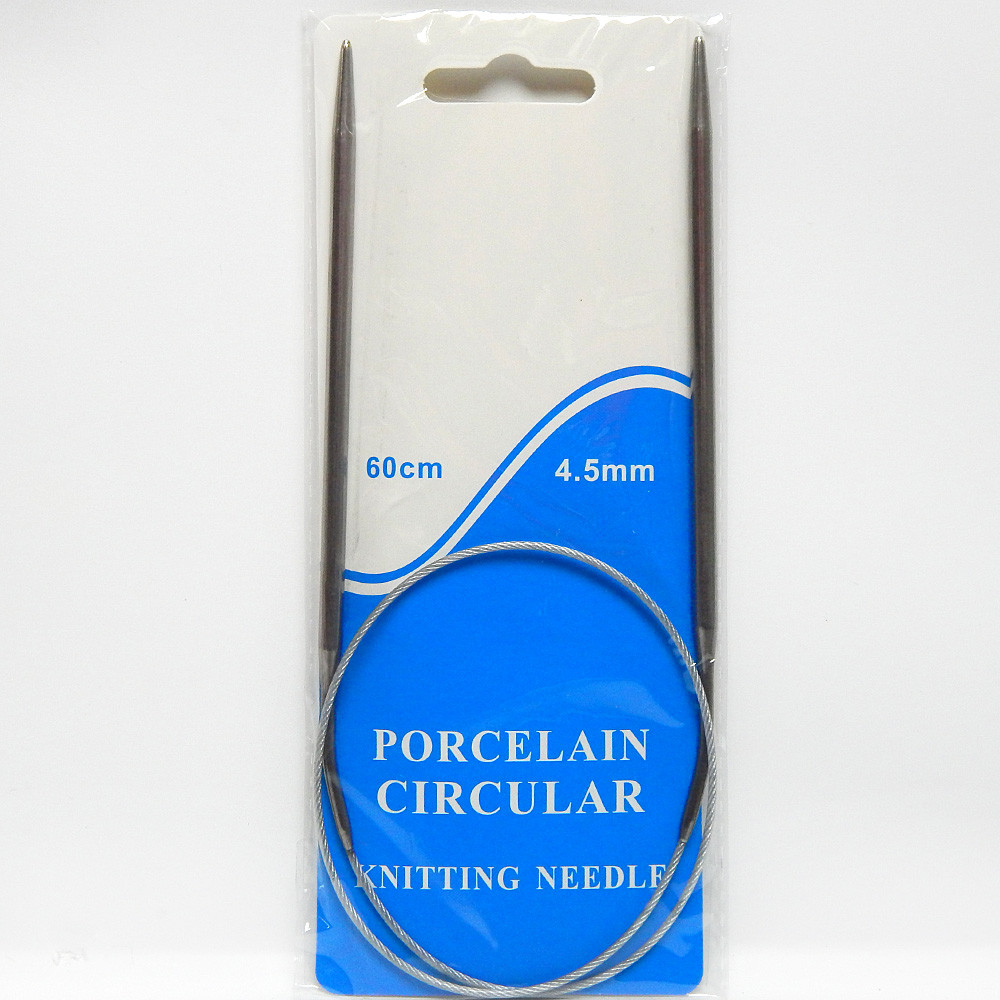 60cm 4.5mm
PORCELAIN
CIRCULAR
KNITTING NEEDLE